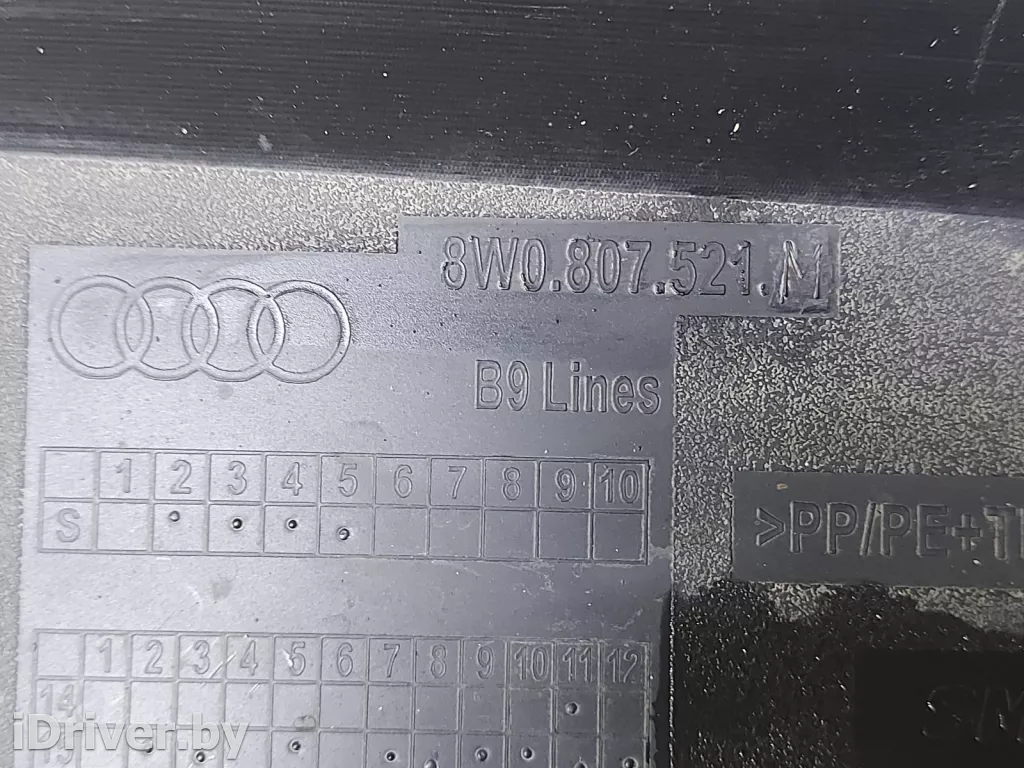 8W0.807.521.M
B9 Lines
1 2 3 4 5 6 7 8 9 10
S
>PP/PE+
1 2 3 4 5 6 7 8 9 10 11 12
14
15
iDriver.by